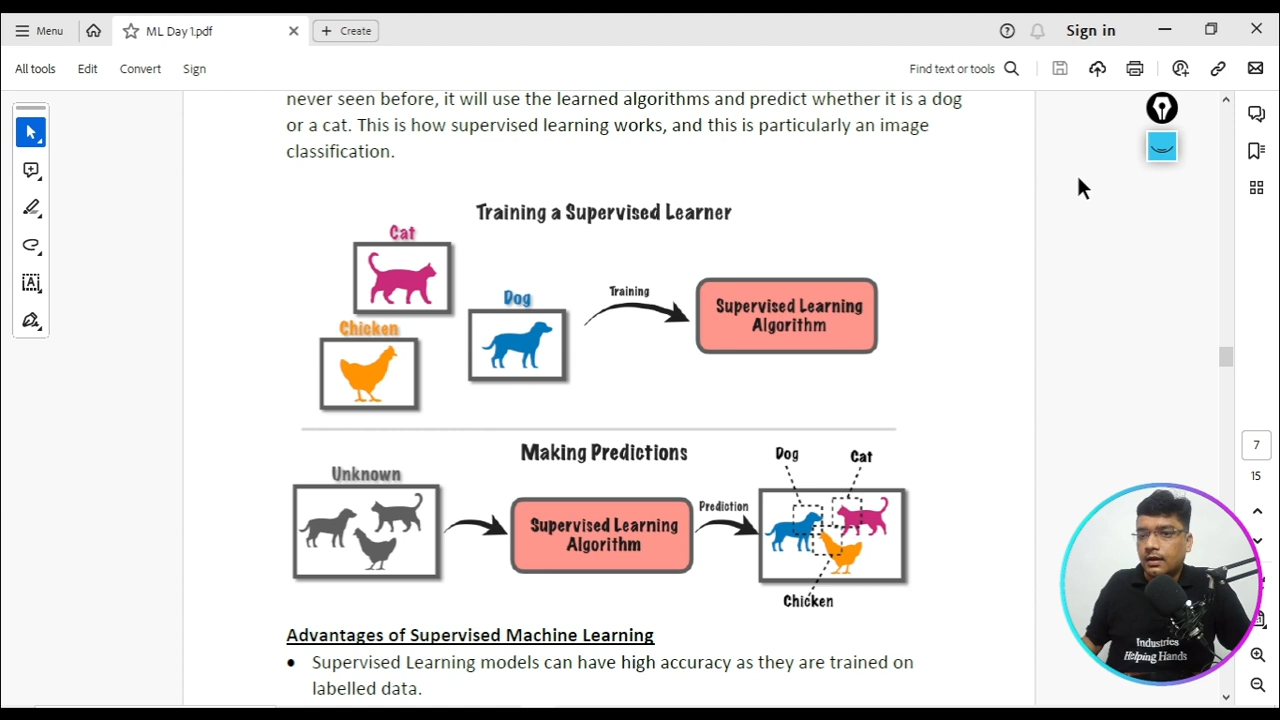 Menu
ML Day 1.pdf
Create
Sign in
All tools
Edit
Convert
Sign
Find text or tools
never seen before, it will use the learned algorithms and predict whether it is a dog
or a cat. This is how supervised learning works, and this is particularly an image
classification.
Training a Supervised Learner
Cat
Dog
Chicken
Training
Supervised Learning
Algorithm
Making Predictions
Unknown
Supervised Learning
Algorithm
Prediction
Dog
Cat
Chicken
Advantages of Supervised Machine Learning
• Supervised Learning models can have high accuracy as they are trained on
labelled data.
7
15
Industries
Helping Hands